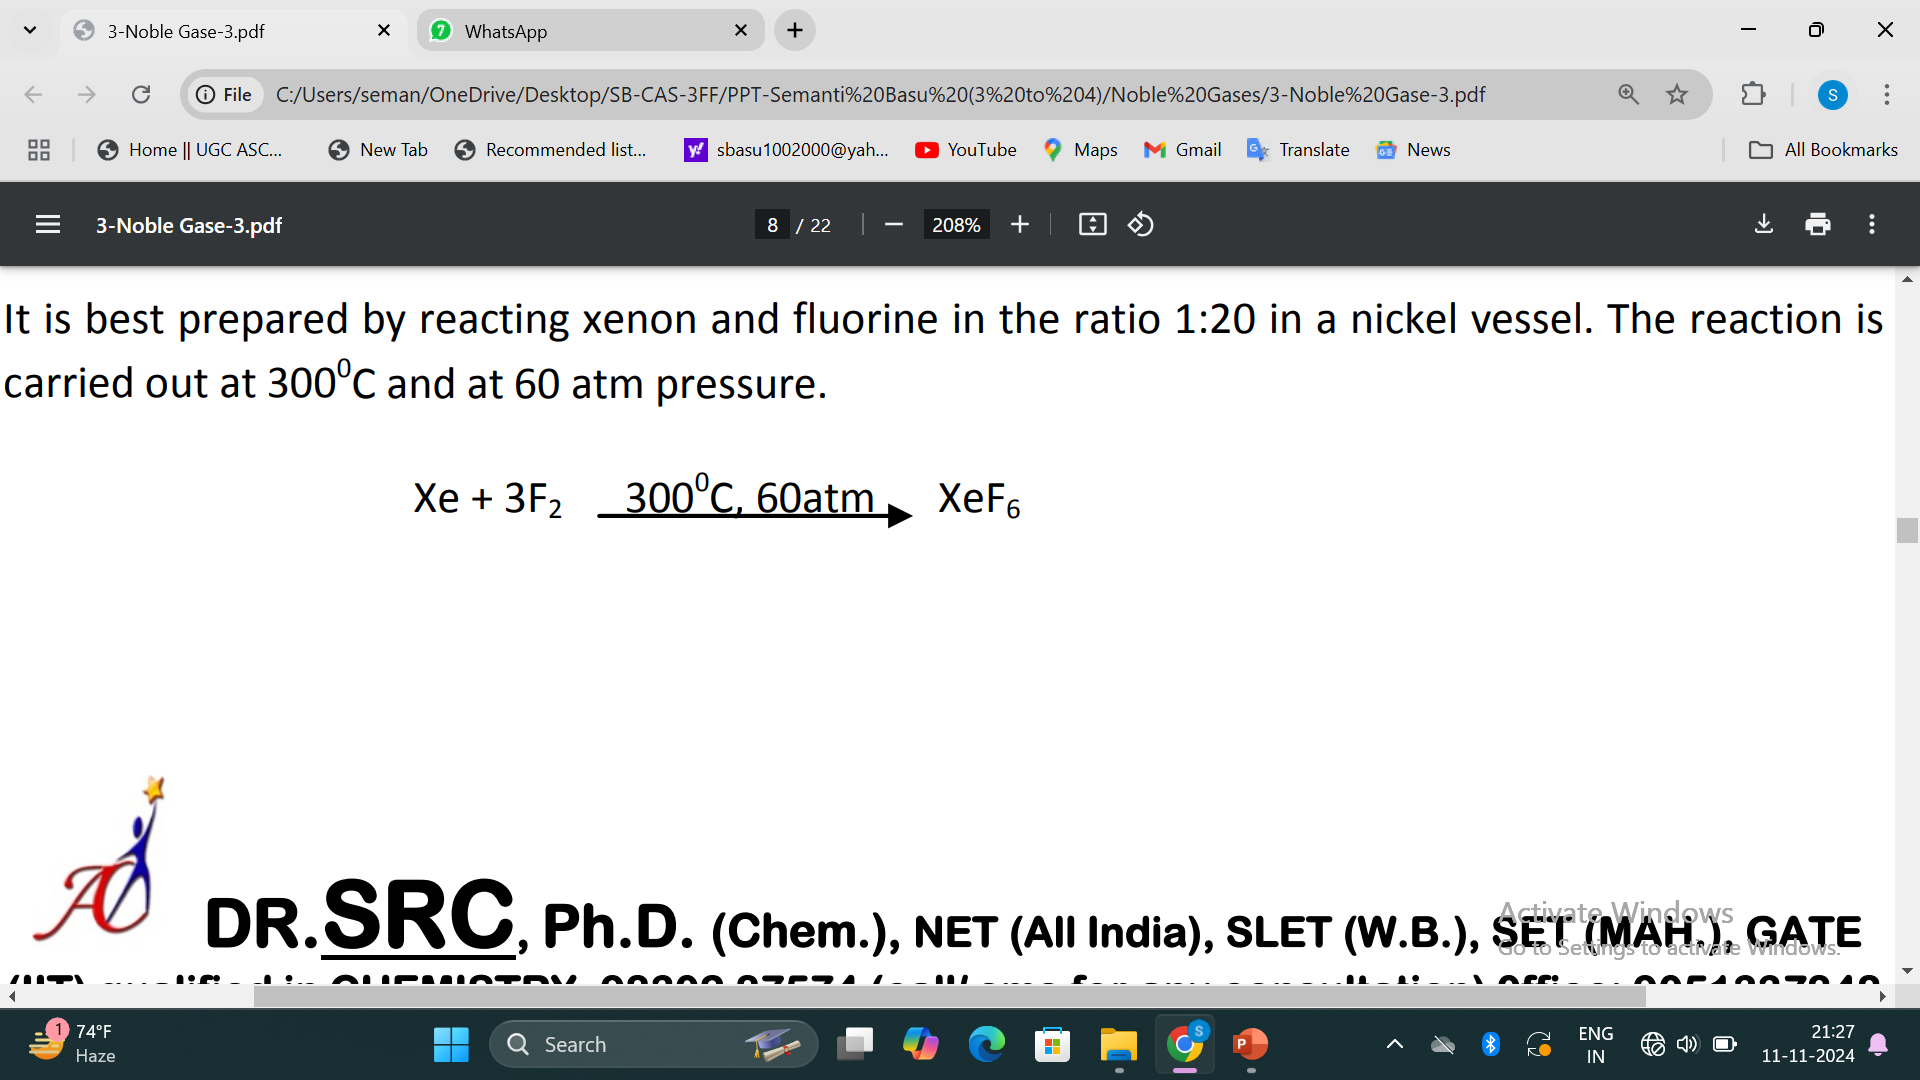 3-Noble Gase-3.pdf
WhatsApp
File C:/Users/seman/OneDrive/Desktop/SB-CAS-3FF/PPT-Semanti%20Basu%20(3%20to%204)/Noble%20Gases/3-Noble%20Gase-3.pdf
S
Home || UGC ASC... New Tab Recommended list... sbasu1002000@yah... YouTube Maps Gmail Translate News All Bookmarks
3-Noble Gase-3.pdf 8 / 22 208%
It is best prepared by reacting xenon and fluorine in the ratio 1:20 in a nickel vessel. The reaction is
carried out at 300⁰C and at 60 atm pressure.
Xe + 3F₂ 300⁰C, 60atm XeF₆
DR.SRC, Ph.D. (Chem.), NET (All India), SLET (W.B.), SET (MAH.), GATE
Activate Windows
Go to Settings to activate Windows.
1 74°F
Haze
Search
ENG
IN
21:27
11-11-2024